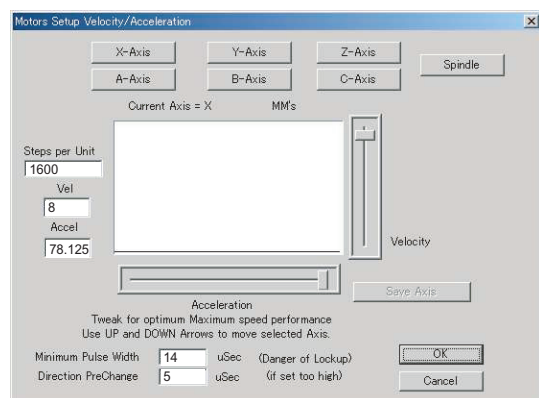 Motors Setup Velocity/Acceleration
X-Axis Y-Axis Z-Axis Spindle
A-Axis B-Axis C-Axis
Current Axis = X MM's
Steps per Unit
1600
Vel
8
Accel
78.125
Velocity
Acceleration
Save Axis
Tweak for optimum Maximum speed performance
Use UP and DOWN Arrows to move selected Axis.
Minimum Pulse Width 14 uSec (Danger of Lockup) OK
Direction PreChange 5 uSec (if set too high) Cancel